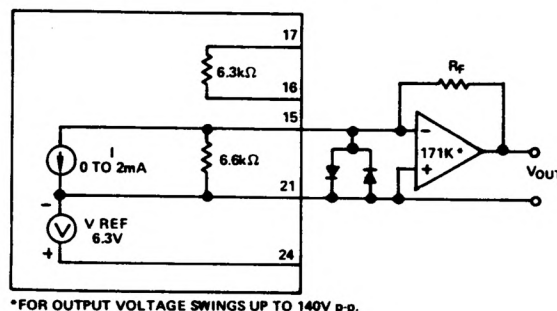 17
6.3kΩ
16
15
RF
I
0 TO 2mA
6.6kΩ
−
171K*
+
VOUT
21
−
V
V REF
6.3V
+
24
*FOR OUTPUT VOLTAGE SWINGS UP TO 140V p-p.